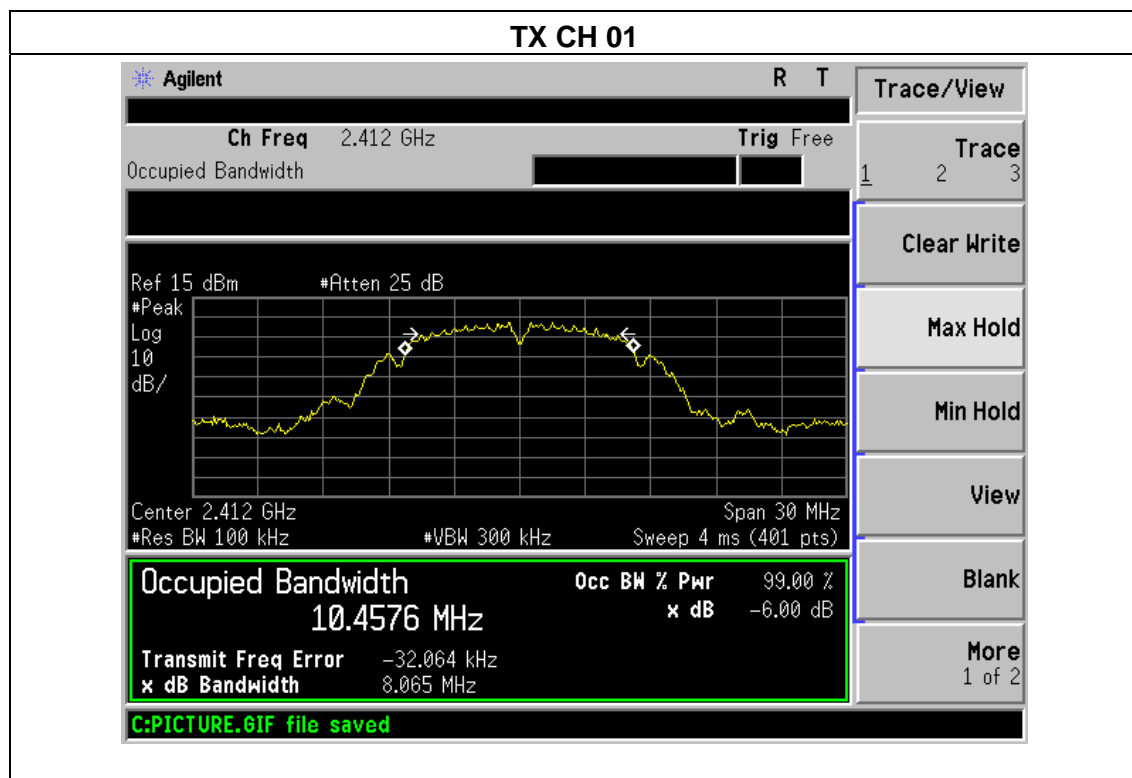 TX CH 01
Agilent R T
Trace/View
Ch Freq 2.412 GHz Trig Free
Occupied Bandwidth
Trace
1 2 3
Clear Write
Ref 15 dBm #Atten 25 dB
#Peak
Log
10
dB/
Max Hold
Min Hold
View
Center 2.412 GHz Span 30 MHz
#Res BW 100 kHz #VBW 300 kHz Sweep 4 ms (401 pts)
Occupied Bandwidth Occ BW % Pwr 99.00 %
10.4576 MHz x dB -6.00 dB
Blank
Transmit Freq Error -32.064 kHz
x dB Bandwidth 8.065 MHz
More
1 of 2
C:PICTURE.GIF file saved